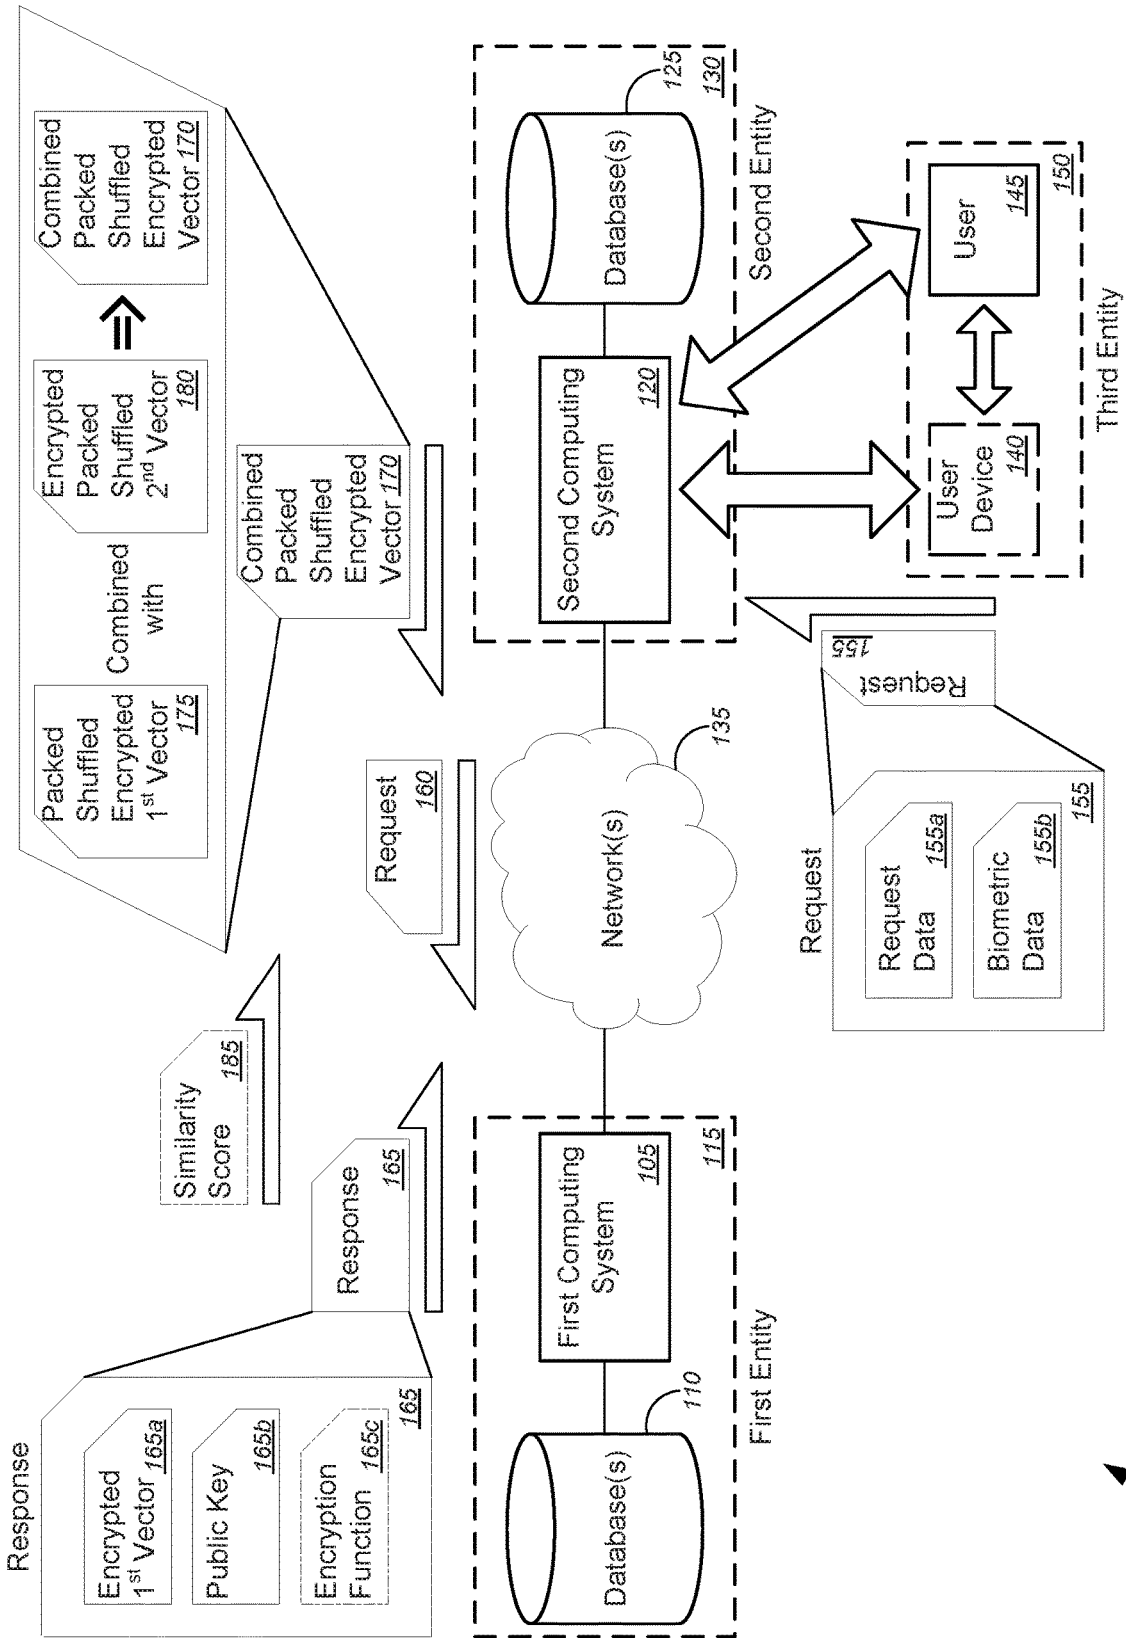 Response
Encrypted
1st Vector 165a
Public Key
165b
Encryption
Function
165c
165
Response
165
Similarity
Score
185
Packed
Shuffled
Encrypted
1st Vector
175
Combined
with
Encrypted
Packed
Shuffled
2nd Vector
180
Combined
Packed
Shuffled
Encrypted
Vector 170
Combined
Packed
Shuffled
Encrypted
Vector 170
Request
160
Database(s)
110
First Computing
System
105
115
First Entity
Network(s)
135
Second Computing
System
120
Database(s)
125
130
Second Entity
Request
Request
Data
155a
Biometric
Data
155b
155
Request
155
User
Device
140
User
145
150
Third Entity